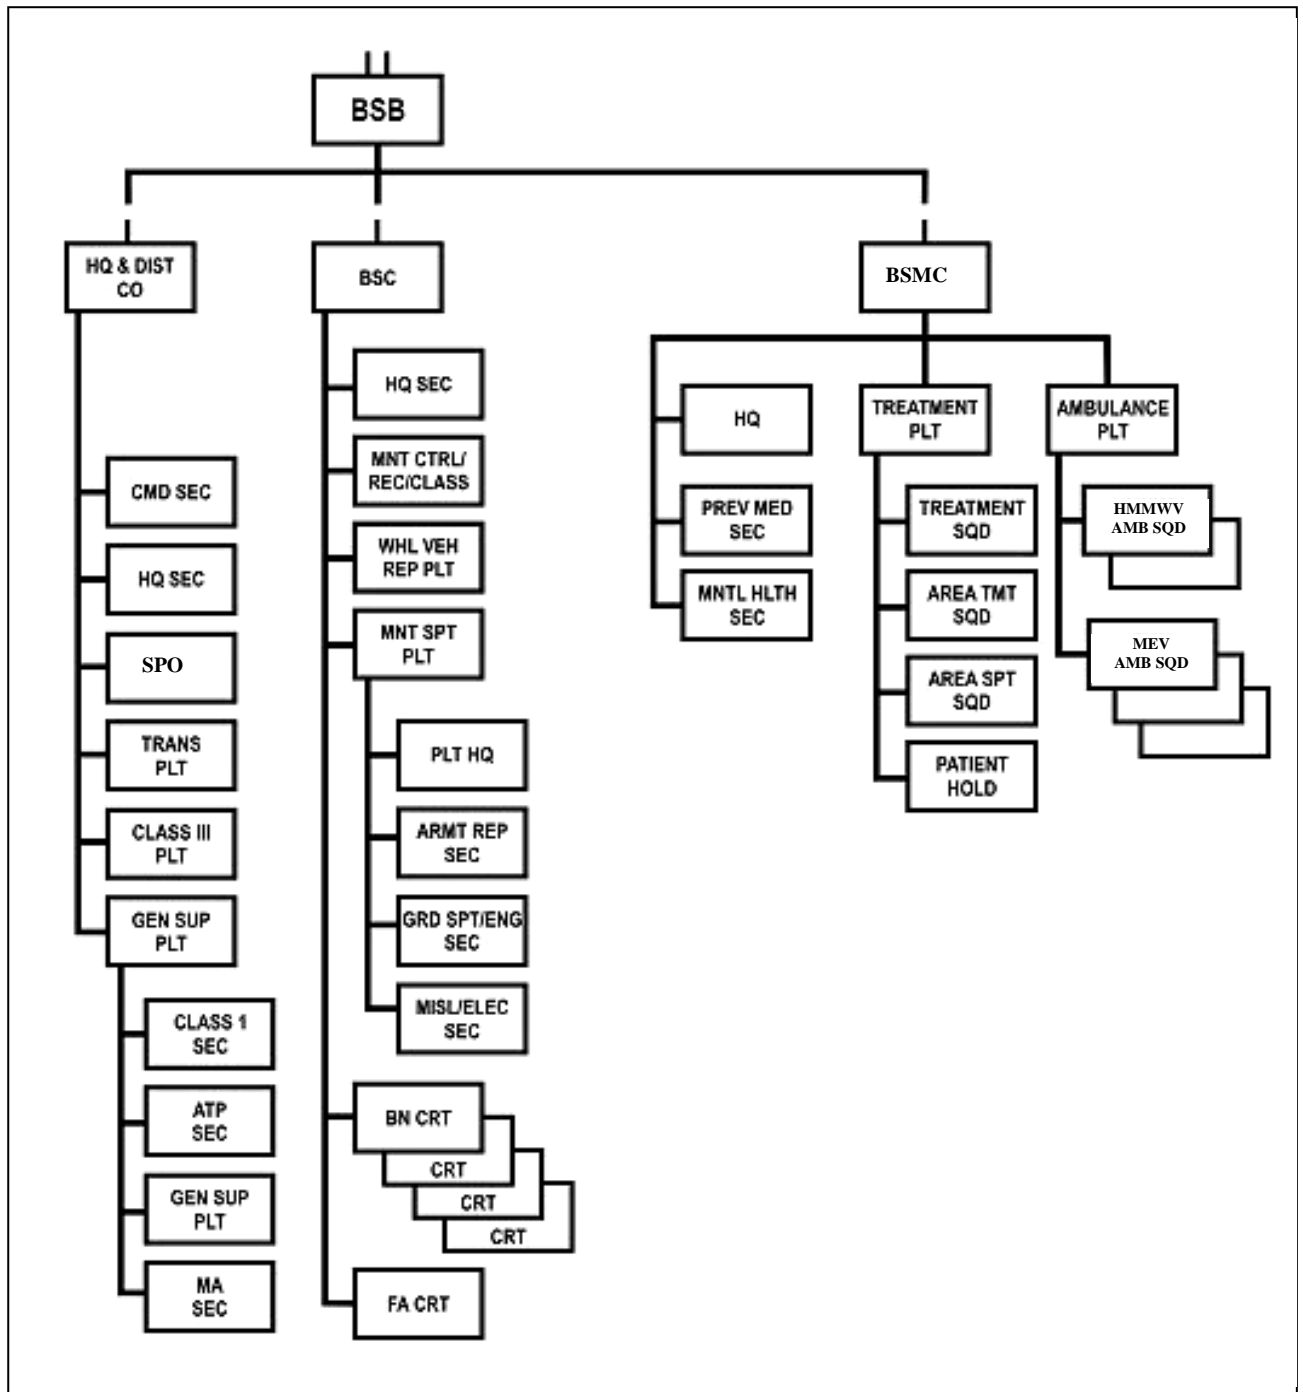 BSB
HQ & DIST
CO
CMD SEC
HQ SEC
SPO
TRANS
PLT
CLASS III
PLT
GEN SUP
PLT
CLASS 1
SEC
ATP
SEC
GEN SUP
PLT
MA
SEC
BSC
HQ SEC
MNT CTRL/
REC/CLASS
WHL VEH
REP PLT
MNT SPT
PLT
PLT HQ
ARMT REP
SEC
GRD SPT/ENG
SEC
MISL/ELEC
SEC
BN CRT
CRT
CRT
CRT
FA CRT
BSMC
HQ
PREV MED
SEC
MNTL HLTH
SEC
TREATMENT
PLT
TREATMENT
SQD
AREA TMT
SQD
AREA SPT
SQD
PATIENT
HOLD
AMBULANCE
PLT
HMMWV
AMB SQD
MEV
AMB SQD